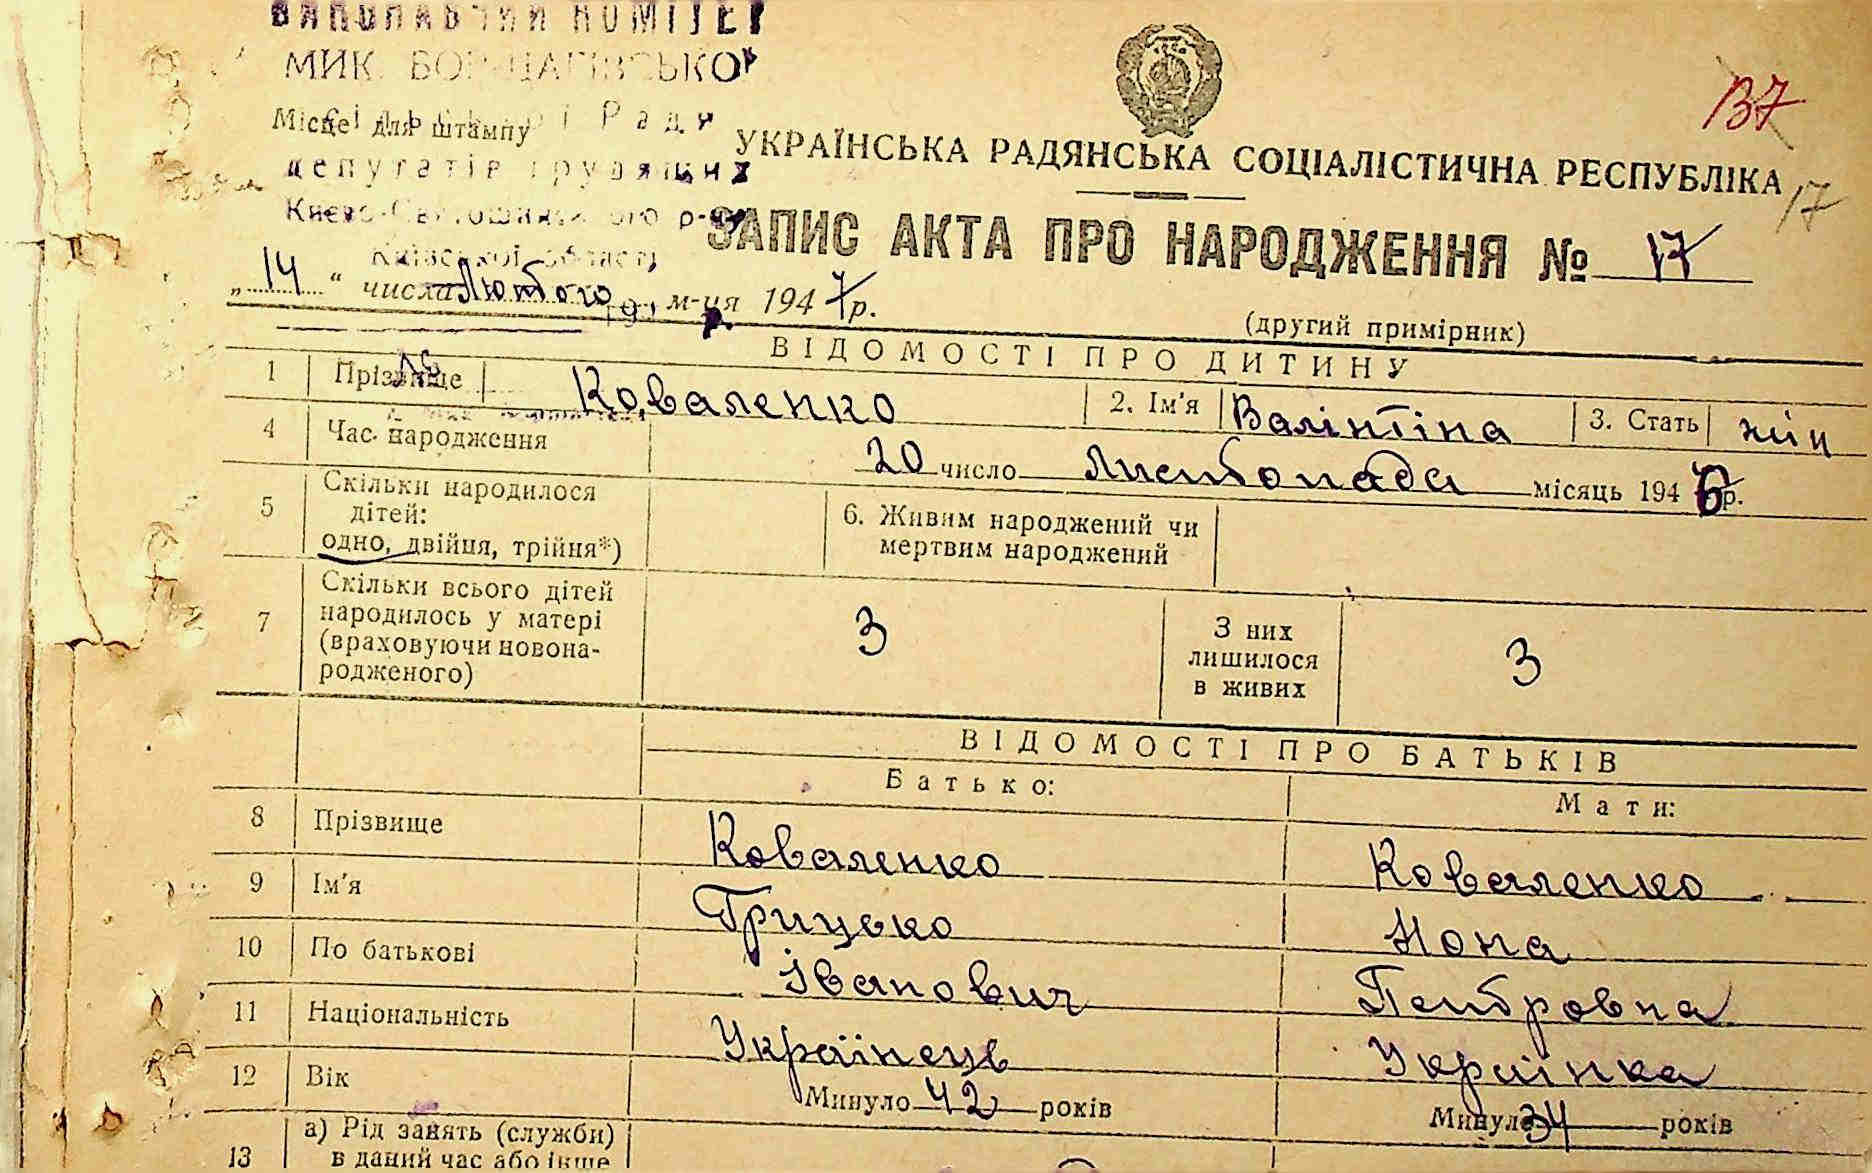 ВИКОНАВЧИЙ КОМІТЕТ
МИК. БОРЩАГІВСЬКОЇ
Сільської Ради
Місце для штампу
депутатів трудящих
Києво-Святошинського р-ну
Київської області
137
УКРАЇНСЬКА РАДЯНСЬКА СОЦІАЛІСТИЧНА РЕСПУБЛІКА
17
ЗАПИС АКТА ПРО НАРОДЖЕННЯ № 17
„14“ числа Лютого м-ця 1947 р.
(другий примірник)
ВІДОМОСТІ ПРО ДИТИНУ
1 Прізвище Коваленко 2. Ім'я Валінтіна 3. Стать жін
4 Час народження 20 число Листопада місяць 1946 р.
5 Скільки народилося
дітей:
одно, двійня, трійня*)
6. Живим народжений чи
мертвим народжений
7 Скільки всього дітей
народилось у матері
(враховуючи новона-
родженого)
3
З них
лишилося
в живих
3
ВІДОМОСТІ ПРО БАТЬКІВ
Батько: Мати:
8 Прізвище Коваленко Коваленко
9 Ім'я Грицько Нона
10 По батькові Іванович Петровна
11 Національність Українець Українка
12 Вік Минуло 42 років Минуло 34 років
13 а) Рід занять (служби)
в даний час або інше